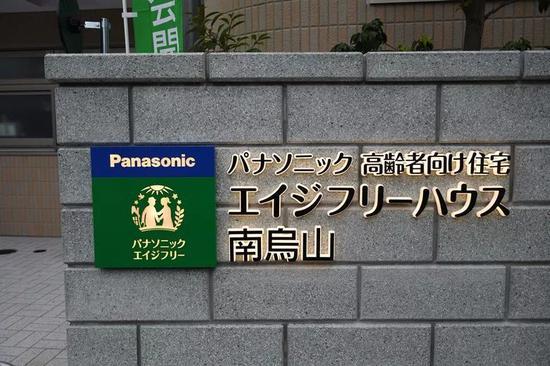 公開
Panasonic
パナソニック
エイジフリー
パナソニック 高齢者向け住宅
エイジフリーハウス
南烏山